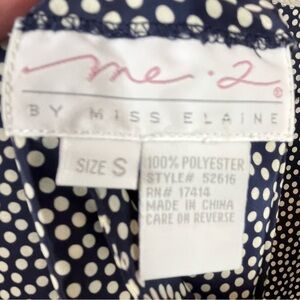 me.2®
BY MISS ELAINE
SIZE S
100% POLYESTER
STYLE# 52616
RN# 17414
MADE IN CHINA
CARE ON REVERSE